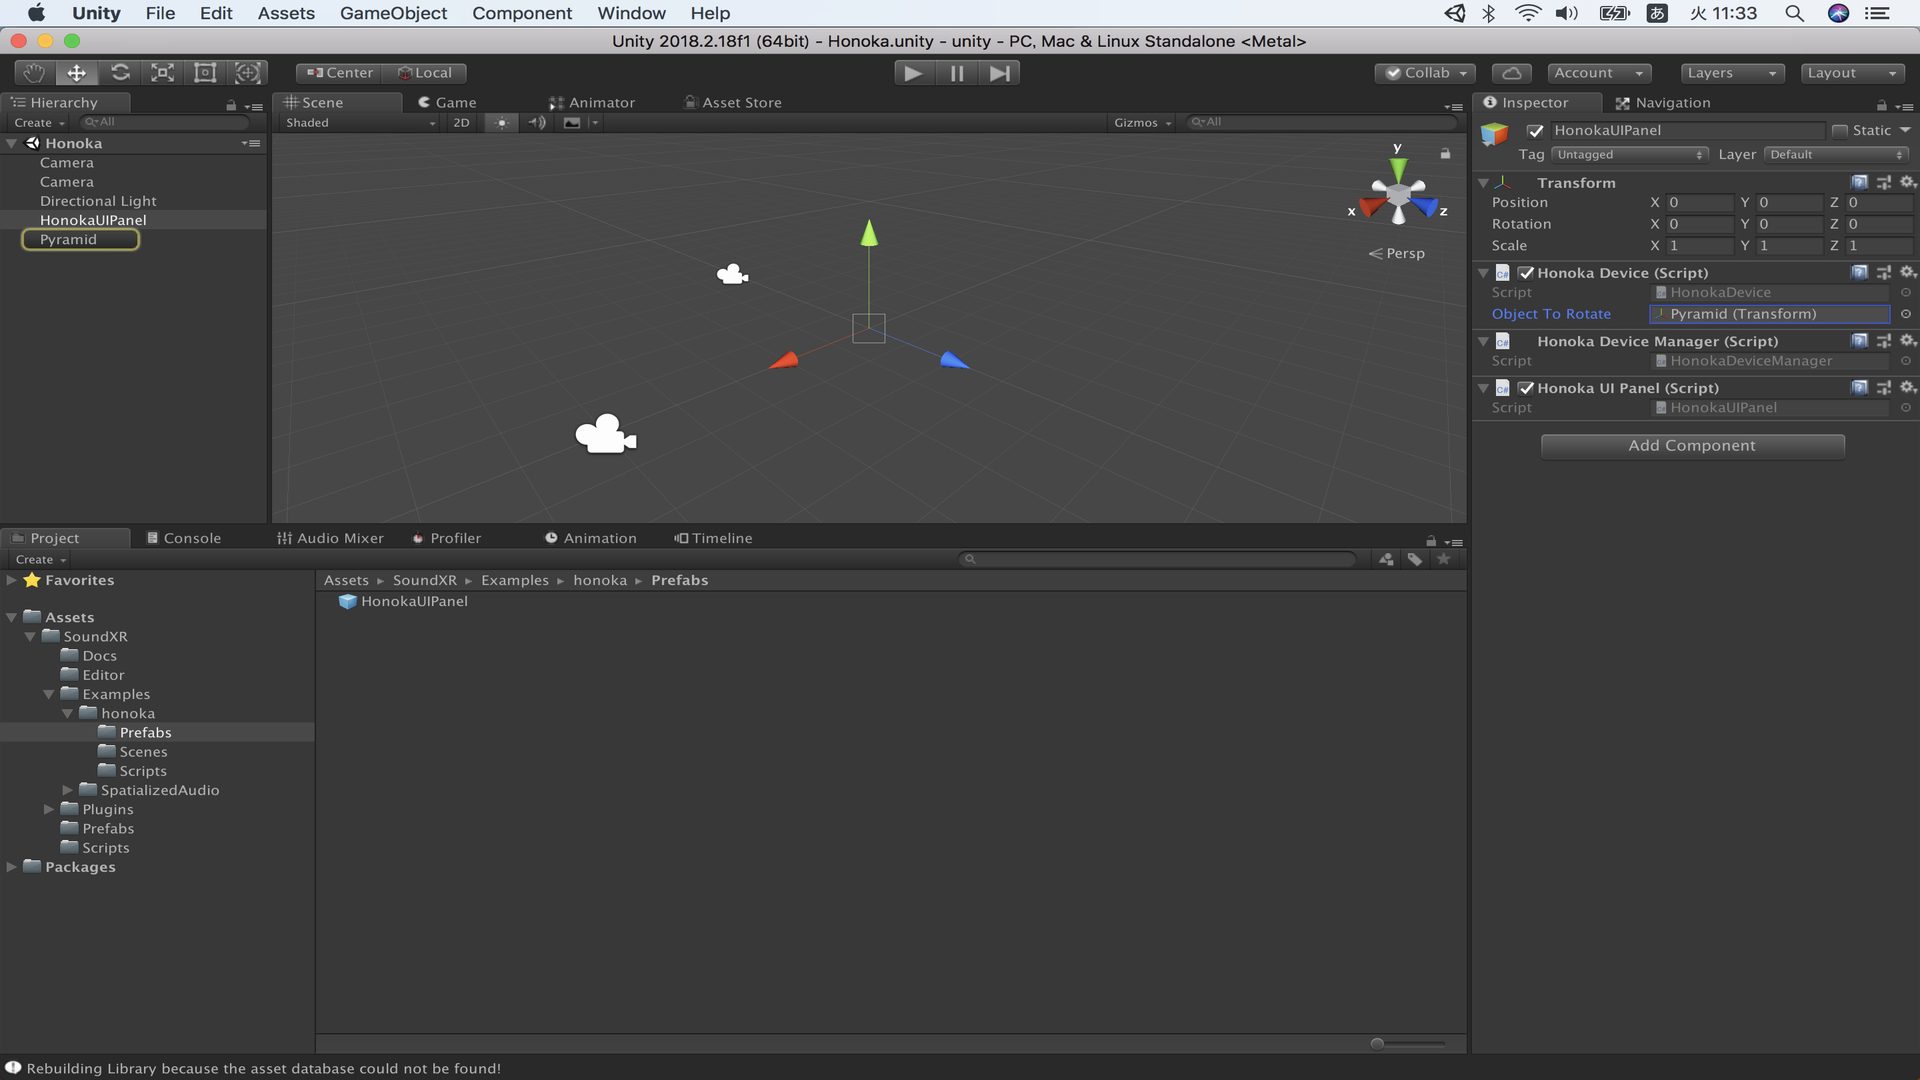 Unity File Edit Assets GameObject Component Window Help あ 火 11:33
Unity 2018.2.18f1 (64bit) - Honoka.unity - unity - PC, Mac & Linux Standalone <Metal>
Center Local Collab Account Layers Layout
Hierarchy Scene Game Animator Asset Store Inspector Navigation
Create All Shaded 2D Gizmos All
HonokaUIPanel Static
Tag Untagged Layer Default
Honoka
Camera
Camera
Directional Light
HonokaUIPanel
Pyramid
y
x
z
Persp
Transform
Position X 0 Y 0 Z 0
Rotation X 0 Y 0 Z 0
Scale X 1 Y 1 Z 1
Honoka Device (Script)
Script HonokaDevice
Object To Rotate Pyramid (Transform)
Honoka Device Manager (Script)
Script HonokaDeviceManager
Honoka UI Panel (Script)
Script HonokaUIPanel
Add Component
Project Console Audio Mixer Profiler Animation Timeline
Create
Favorites
Assets
SoundXR
Docs
Editor
Examples
honoka
Prefabs
Scenes
Scripts
SpatializedAudio
Plugins
Prefabs
Scripts
Packages
Assets SoundXR Examples honoka Prefabs
HonokaUIPanel
Rebuilding Library because the asset database could not be found!